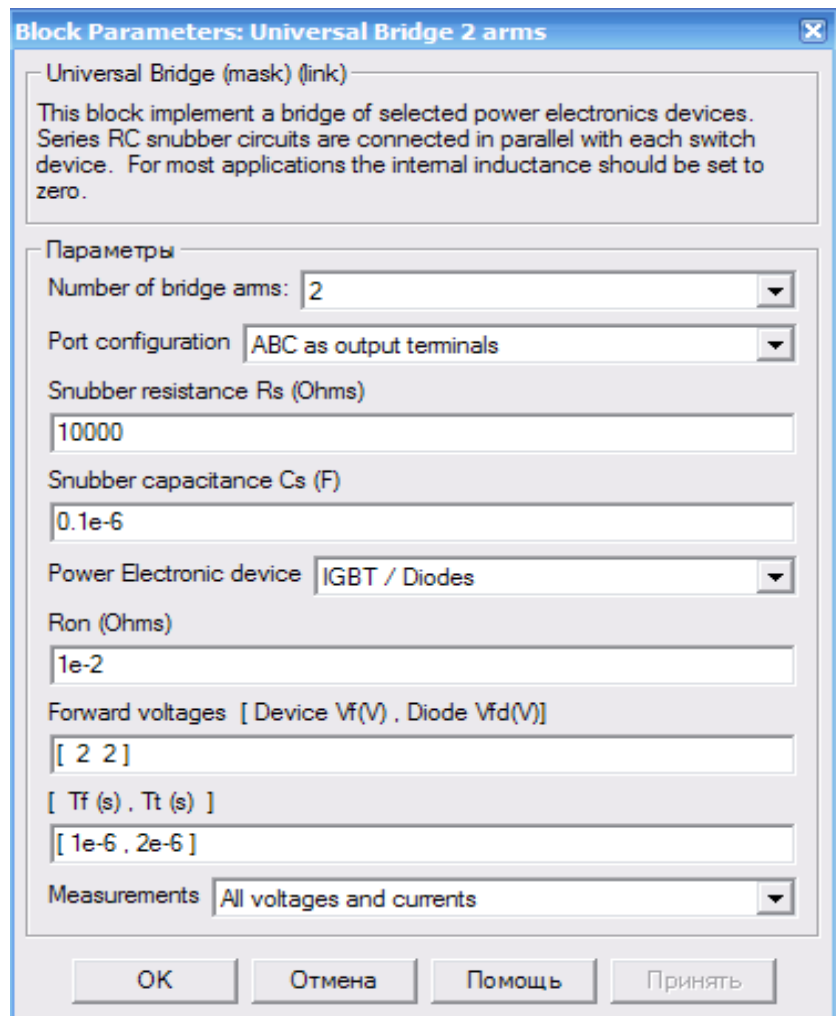 Block Parameters: Universal Bridge 2 arms
Universal Bridge (mask) (link)
This block implement a bridge of selected power electronics devices.
Series RC snubber circuits are connected in parallel with each switch
device. For most applications the internal inductance should be set to
zero.
Параметры
Number of bridge arms: 2
Port configuration ABC as output terminals
Snubber resistance Rs (Ohms)
10000
Snubber capacitance Cs (F)
0.1e-6
Power Electronic device IGBT / Diodes
Ron (Ohms)
1e-2
Forward voltages [ Device Vf(V) , Diode Vfd(V)]
[ 2 2 ]
[ Tf (s) , Tt (s) ]
[ 1e-6 , 2e-6 ]
Measurements All voltages and currents
OK Отмена Помощь Принять